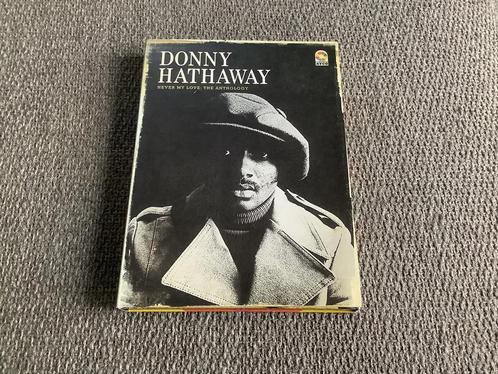 DONNY
HATHAWAY
NEVER MY LOVE: THE ANTHOLOGY